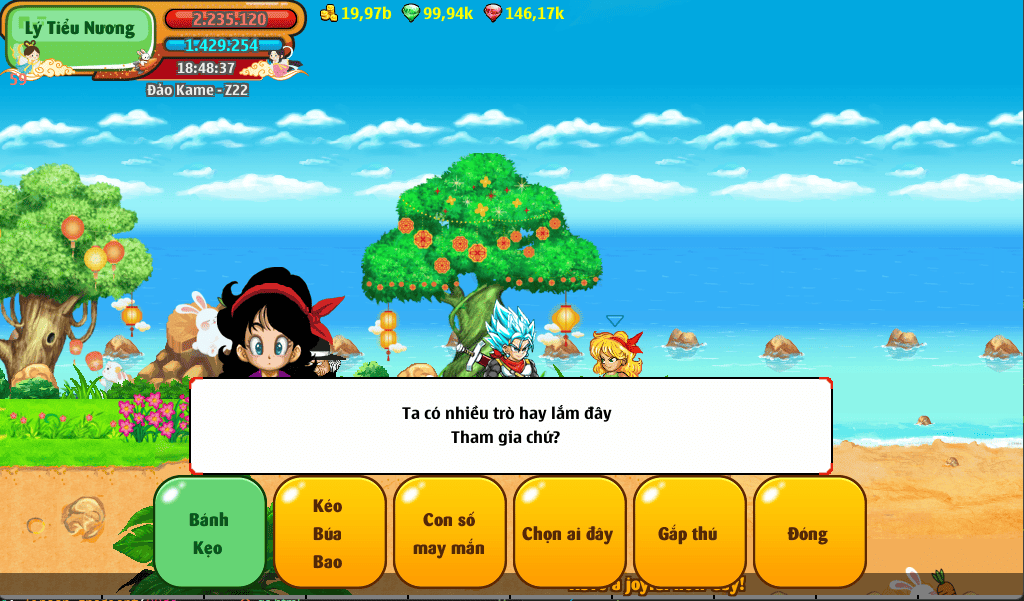 Lý Tiểu Nương
2.235.120
1.429.254
18:48:37
59
Đảo Kame - Z22
19,97b
99,94k
146,17k
Ta có nhiều trò hay lắm đây
Tham gia chứ?
Bánh
Kẹo
Kéo
Búa
Bao
Con số
may mắn
Chọn ai đây
Gắp thú
Đóng